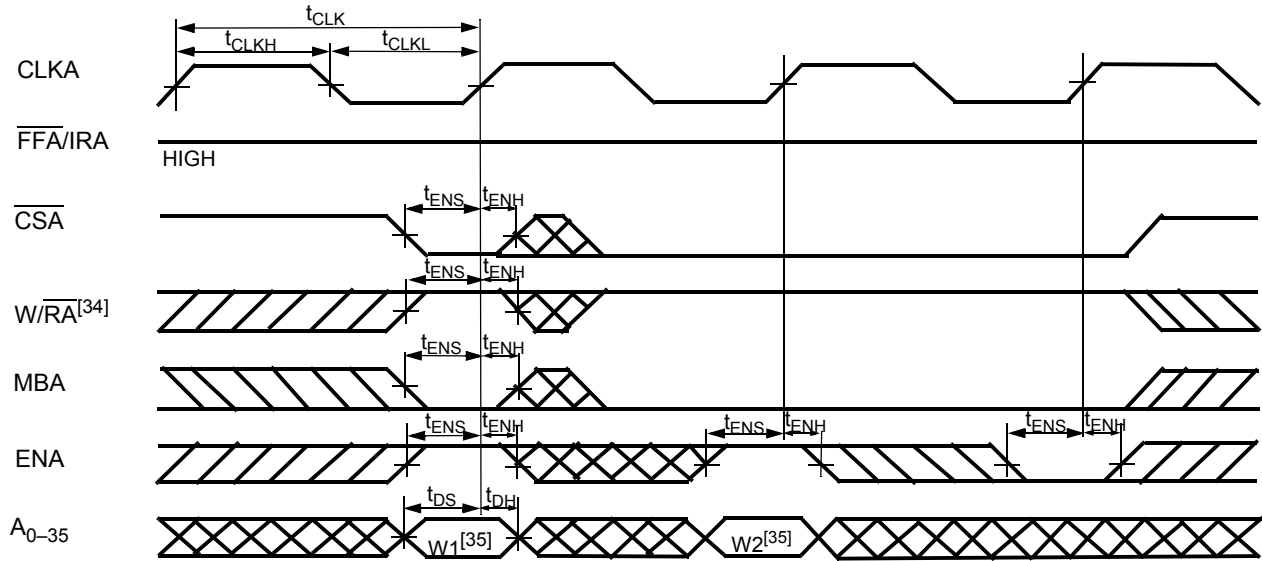 tCLK
tCLKH tCLKL
CLKA
FFA/IRA
HIGH
tENS tENH
CSA
tENS tENH
W/RA[34]
tENS tENH
MBA
tENS tENH tENS tENH tENS tENH
ENA
tDS tDH
A0–35
W1[35] W2[35]